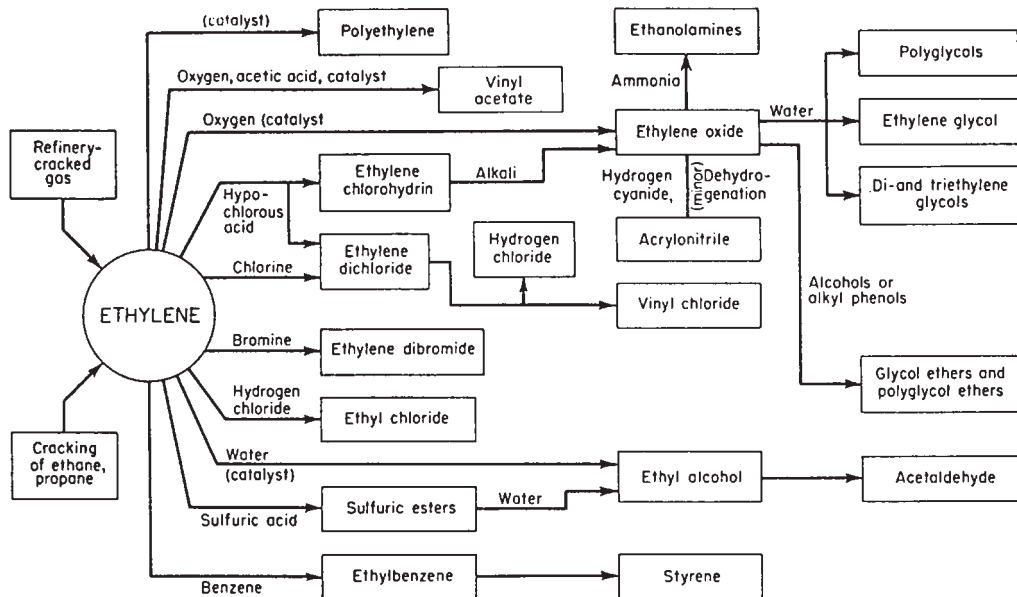 (catalyst)
Polyethylene
Oxygen, acetic acid, catalyst
Vinyl
acetate
Oxygen (catalyst
Ethanolamines
Ammonia
Ethylene oxide
Water
Polyglycols
Ethylene glycol
Di-and triethylene
glycols
Refinery-
cracked
gas
Hypo-
chlorous
acid
Ethylene
chlorohydrin
Alkali
Hydrogen
cyanide,
(minor)
Dehydro-
genation
Acrylonitrile
Chlorine
Ethylene
dichloride
Hydrogen
chloride
Vinyl chloride
Alcohols or
alkyl phenols
ETHYLENE
Bromine
Ethylene dibromide
Hydrogen
chloride
Ethyl chloride
Glycol ethers and
polyglycol ethers
Cracking
of ethane,
propane
Water
(catalyst)
Ethyl alcohol
Acetaldehyde
Sulfuric acid
Sulfuric esters
Water
Benzene
Ethylbenzene
Styrene